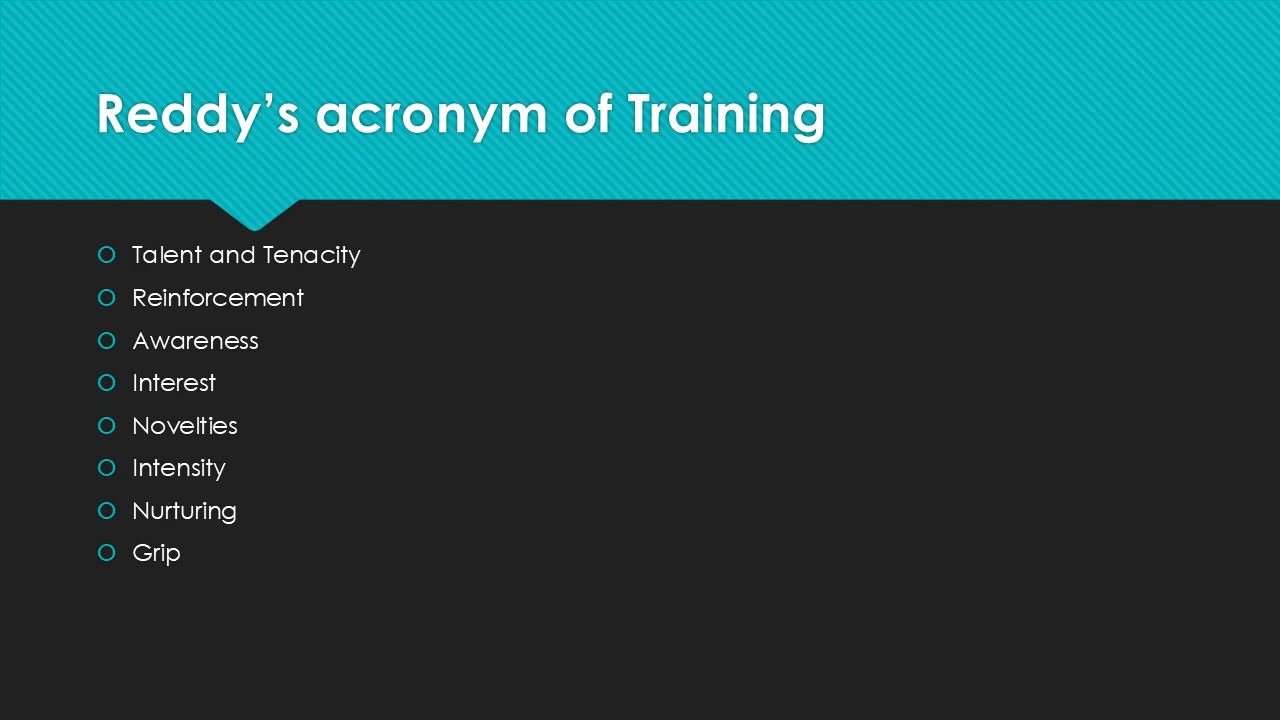 Reddy’s acronym of Training
Talent and Tenacity
Reinforcement
Awareness
Interest
Novelties
Intensity
Nurturing
Grip